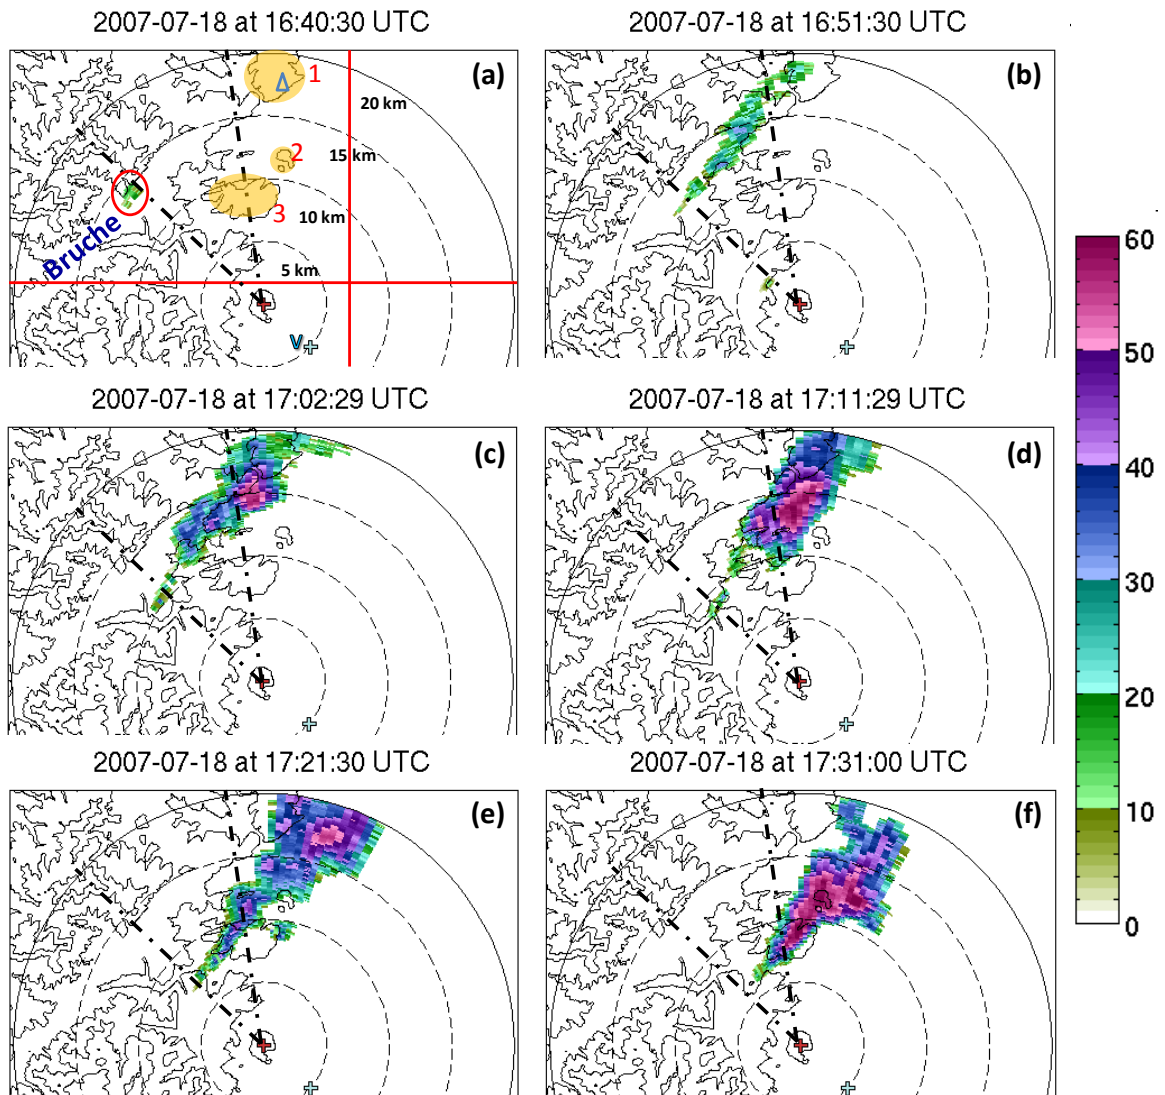 2007-07-18 at 16:40:30 UTC
2007-07-18 at 16:51:30 UTC
(a)
1
20 km
2
15 km
3
10 km
Bruche
5 km
V
(b)
60
50
40
30
20
10
0
2007-07-18 at 17:02:29 UTC
2007-07-18 at 17:11:29 UTC
(c)
(d)
2007-07-18 at 17:21:30 UTC
2007-07-18 at 17:31:00 UTC
(e)
(f)